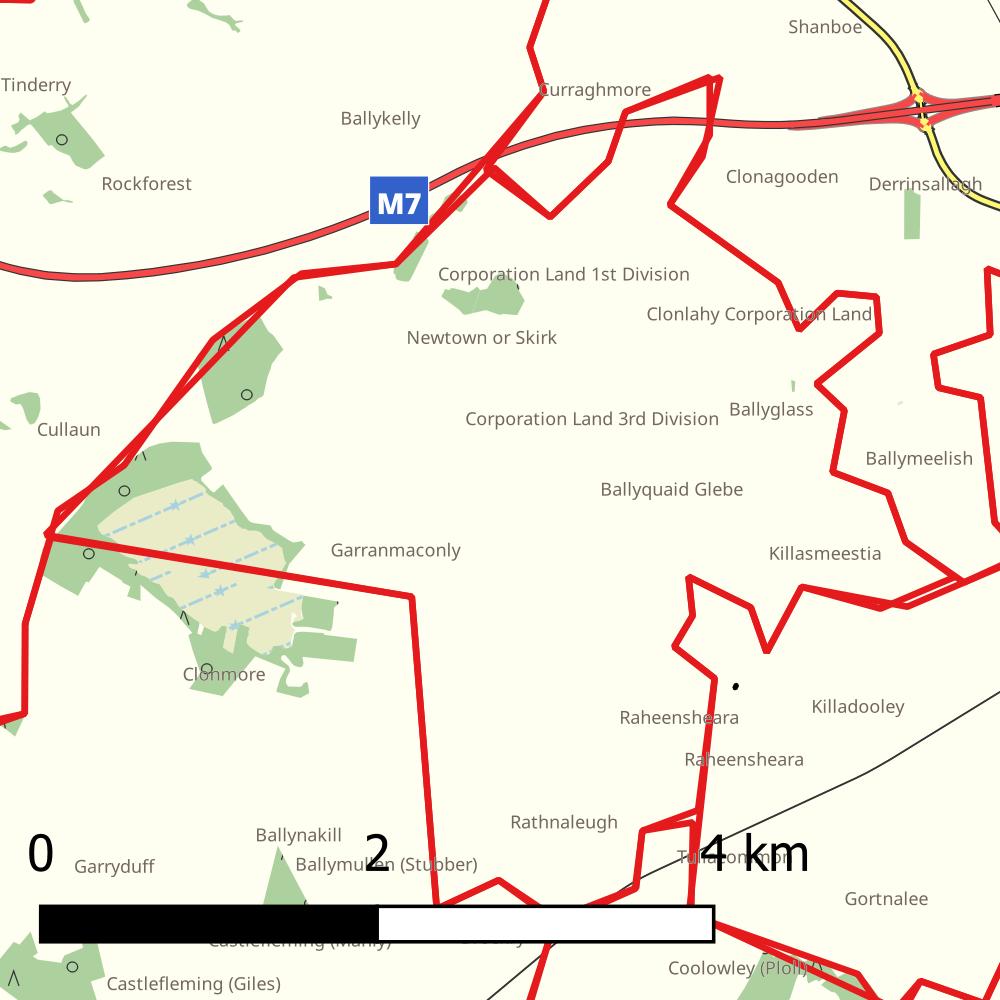 Shanboe
Tinderry
Curraghmore
Ballykelly
Clonagooden
Rockforest
Derrinsallagh
M7
Corporation Land 1st Division
Clonlahy Corporation Land
Newtown or Skirk
Ballyglass
Corporation Land 3rd Division
Cullaun
Ballymeelish
Ballyquaid Glebe
Garranmaconly
Killasmeestia
Clonmore
Killadooley
Raheensheara
Raheensheara
Rathnaleugh
Ballynakill
0 2 4 km
Garryduff
Ballymullen (Stubber)
Tullacommon
Gortnalee
Castlefleming (Manly)
Coolowley (Ploll)
Castlefleming (Giles)